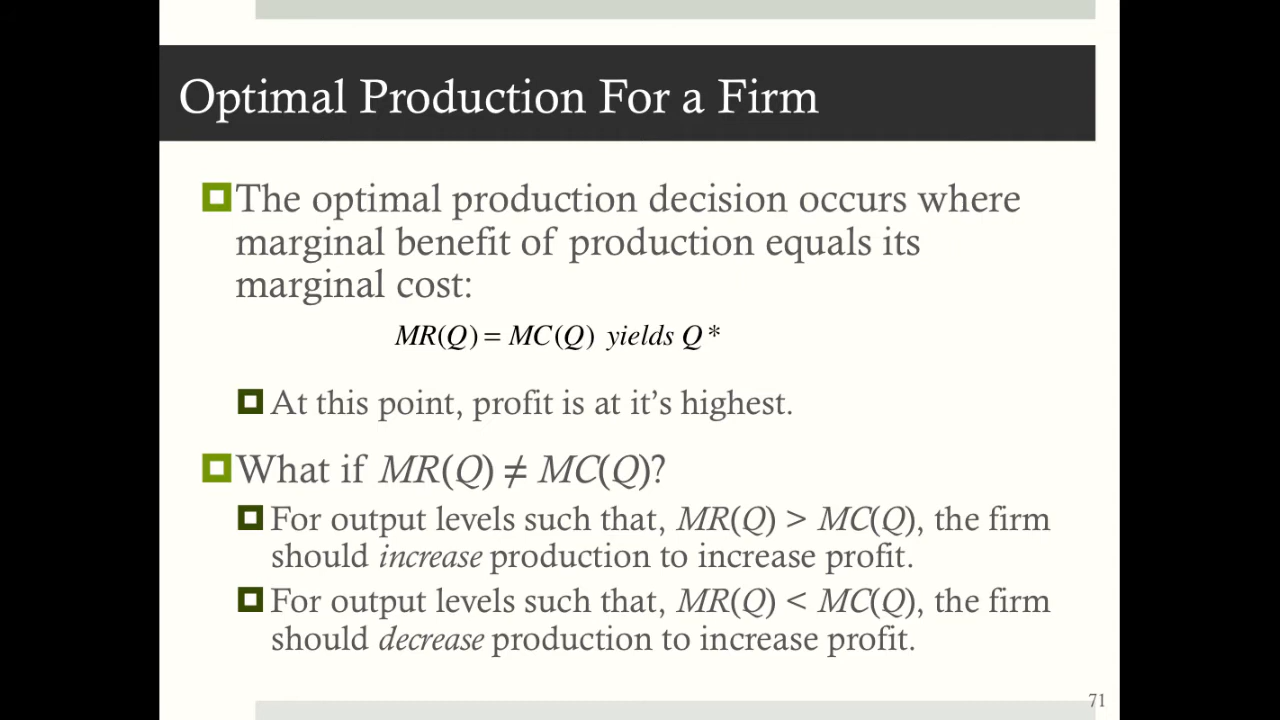 Optimal Production For a Firm
The optimal production decision occurs where
marginal benefit of production equals its
marginal cost:
MR(Q) = MC(Q) yields Q*
At this point, profit is at it's highest.
What if MR(Q) ≠ MC(Q)?
For output levels such that, MR(Q) > MC(Q), the firm
should increase production to increase profit.
For output levels such that, MR(Q) < MC(Q), the firm
should decrease production to increase profit.
71